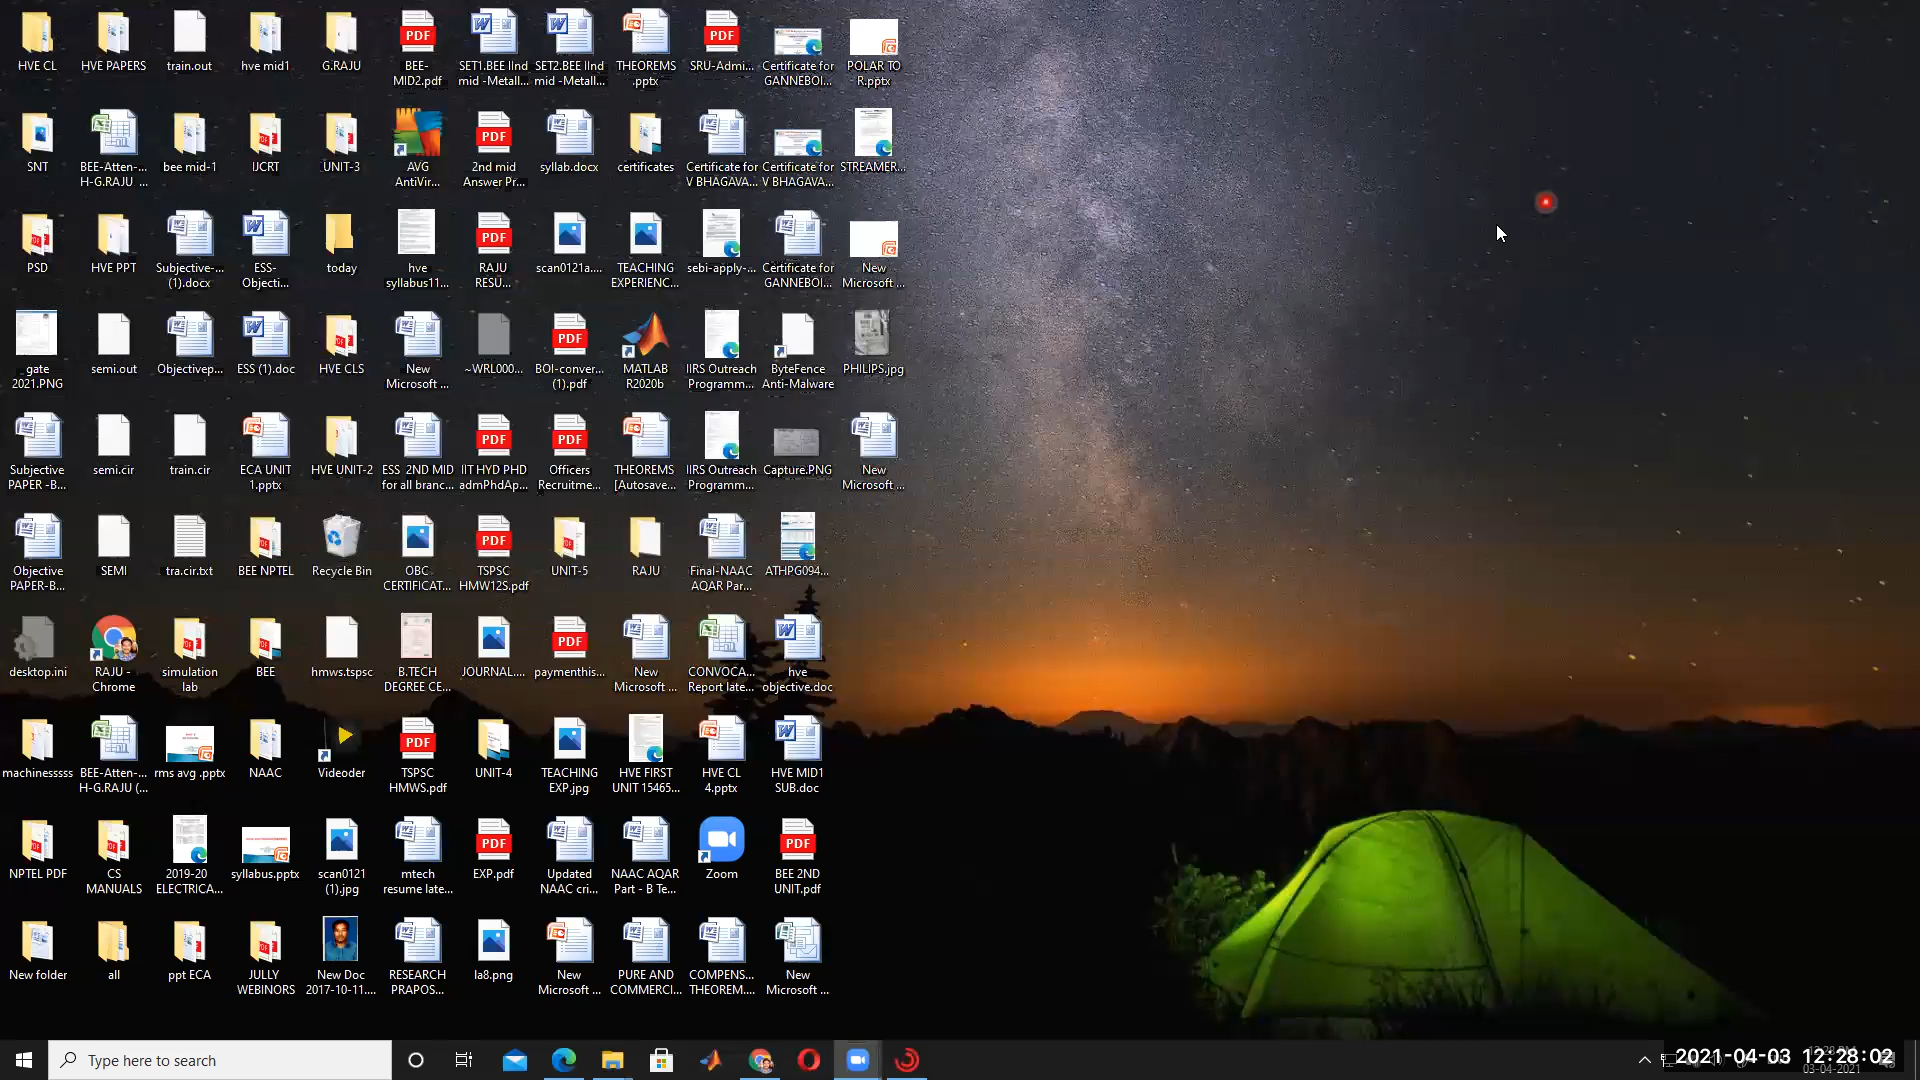 HVE CL
HVE PAPERS
train.out
hve mid1
G.RAJU
BEE-
MID2.pdf
SET1.BEE IInd
mid -Metall...
SET2.BEE IInd
mid -Metall...
THEOREMS
.pptx
SRU-Admi...
Certificate for
GANNEBOI...
POLAR TO
R.pptx
SNT
BEE-Atten-...
H-G.RAJU ...
bee mid-1
IJCRT
UNIT-3
AVG
AntiVir...
2nd mid
Answer Pr...
syllab.docx
certificates
Certificate for
V BHAGAVA...
Certificate for
V BHAGAVA...
STREAMER...
PSD
HVE PPT
Subjective-...
(1).docx
ESS-
Objecti...
today
hve
syllabus11...
RAJU
RESU...
scan0121a....
TEACHING
EXPERIENC...
sebi-apply-...
Certificate for
GANNEBOI...
New
Microsoft ...
gate
2021.PNG
semi.out
Objectivep...
ESS (1).doc
HVE CLS
New
Microsoft ...
~WRL000...
BOI-conver...
(1).pdf
MATLAB
R2020b
IIRS Outreach
Programm...
ByteFence
Anti-Malware
PHILIPS.jpg
Subjective
PAPER -B...
semi.cir
train.cir
ECA UNIT
1.pptx
HVE UNIT-2
ESS 2ND MID
for all branc...
IIT HYD PHD
admPhdAp...
Officers
Recruitme...
THEOREMS
[Autosave...
IIRS Outreach
Programm...
Capture.PNG
New
Microsoft ...
Objective
PAPER-B...
SEMI
tra.cir.txt
BEE NPTEL
Recycle Bin
OBC
CERTIFICAT...
TSPSC
HMW12S.pdf
UNIT-5
RAJU
Final-NAAC
AQAR Par...
ATHPG094...
desktop.ini
RAJU -
Chrome
simulation
lab
BEE
hmws.tspsc
B.TECH
DEGREE CE...
JOURNAL....
paymenthis...
New
Microsoft ...
CONVOCA...
Report late...
hve
objective.doc
machinesssss
BEE-Atten-...
H-G.RAJU (...
rms avg .pptx
NAAC
Videoder
TSPSC
HMWS.pdf
UNIT-4
TEACHING
EXP.jpg
HVE FIRST
UNIT 15465...
HVE CL
4.pptx
HVE MID1
SUB.doc
NPTEL PDF
CS
MANUALS
2019-20
ELECTRICA...
syllabus.pptx
scan0121
(1).jpg
mtech
resume late...
EXP.pdf
Updated
NAAC cri...
NAAC AQAR
Part - B Te...
Zoom
BEE 2ND
UNIT.pdf
New folder
all
ppt ECA
JULLY
WEBINORS
New Doc
2017-10-11....
RESEARCH
PRAPOS...
la8.png
New
Microsoft ...
PURE AND
COMMERCI...
COMPENS...
THEOREM....
New
Microsoft ...
Type here to search
2021-04-03 12:28:02
03-04-2021